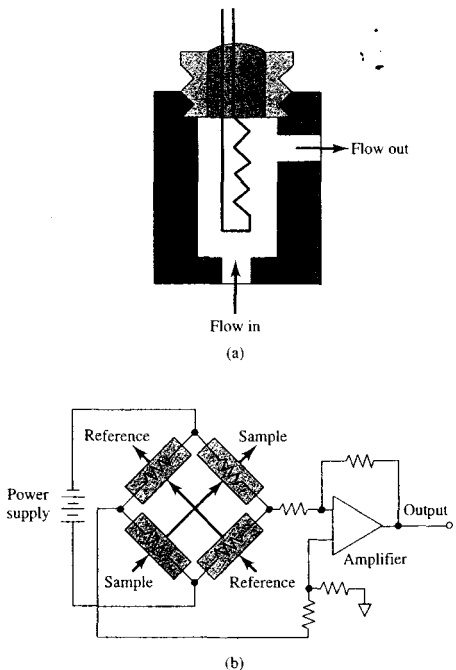 Flow out
Flow in
(a)
Reference
Sample
Power
supply
Output
Amplifier
Sample
Reference
(b)